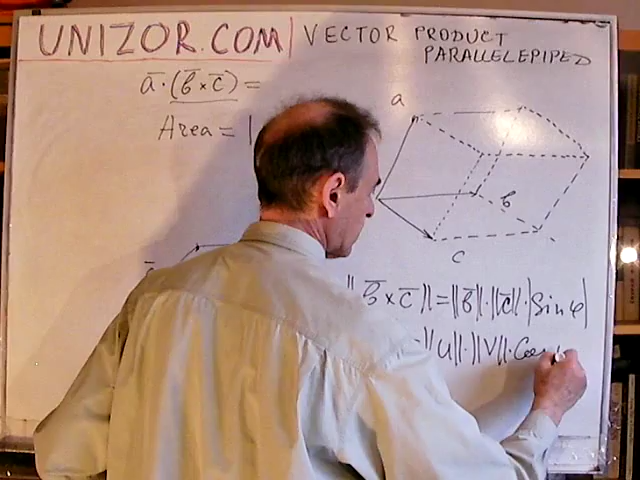 UNIZOR.COM | VECTOR PRODUCT
PARALLELEPIPED
a̅·(b̅×c̅)=
Area = |
a
b
c
c̅
‖b̅×c̅‖=‖b̅‖·‖c̅‖·|Sin φ|
‖U‖·‖V‖·Cos